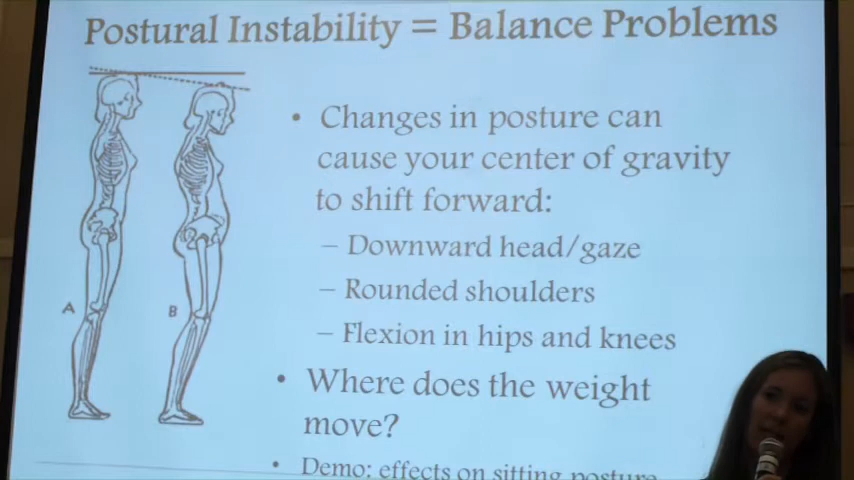 Postural Instability = Balance Problems
• Changes in posture can
cause your center of gravity
to shift forward:
– Downward head/gaze
– Rounded shoulders
– Flexion in hips and knees
A
B
• Where does the weight
move?
• Demo: effects on sitting posture